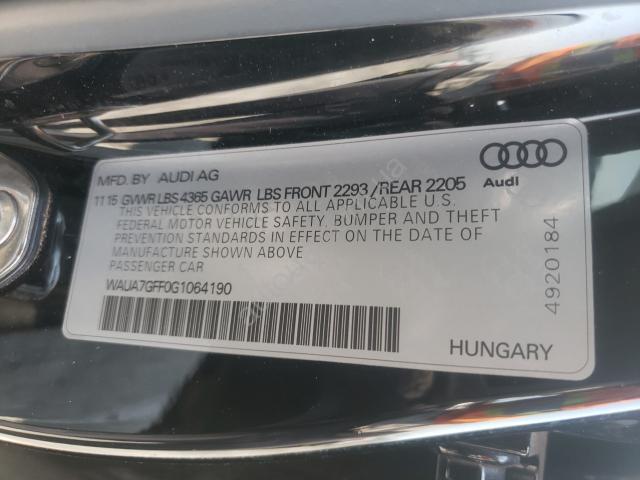 MFD. BY AUDI AG
11 15 GVWR LBS 4365 GAWR LBS FRONT 2293 /REAR 2205
THIS VEHICLE CONFORMS TO ALL APPLICABLE U.S.
FEDERAL MOTOR VEHICLE SAFETY, BUMPER AND THEFT
PREVENTION STANDARDS IN EFFECT ON THE DATE OF
MANUFACTURE SHOWN ABOVE
PASSENGER CAR
WAUA7GFF0G1064190
Audi
4920184
HUNGARY